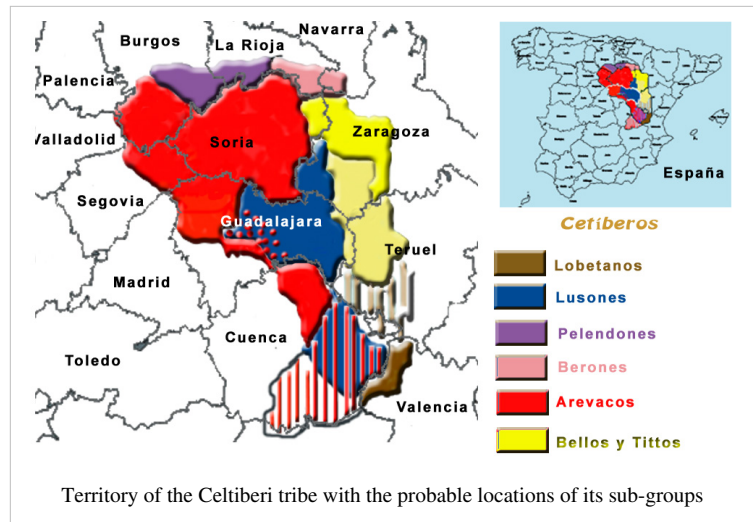 Navarra
Burgos
La Rioja
Palencia
Zaragoza
Valladolid
Soria
España
Segovia
Guadalajara
Cetíberos
Teruel
Lobetanos
Madrid
Lusones
Cuenca
Pelendones
Toledo
Berones
Valencia
Arevacos
Bellos y Tittos
Territory of the Celtiberi tribe with the probable locations of its sub-groups